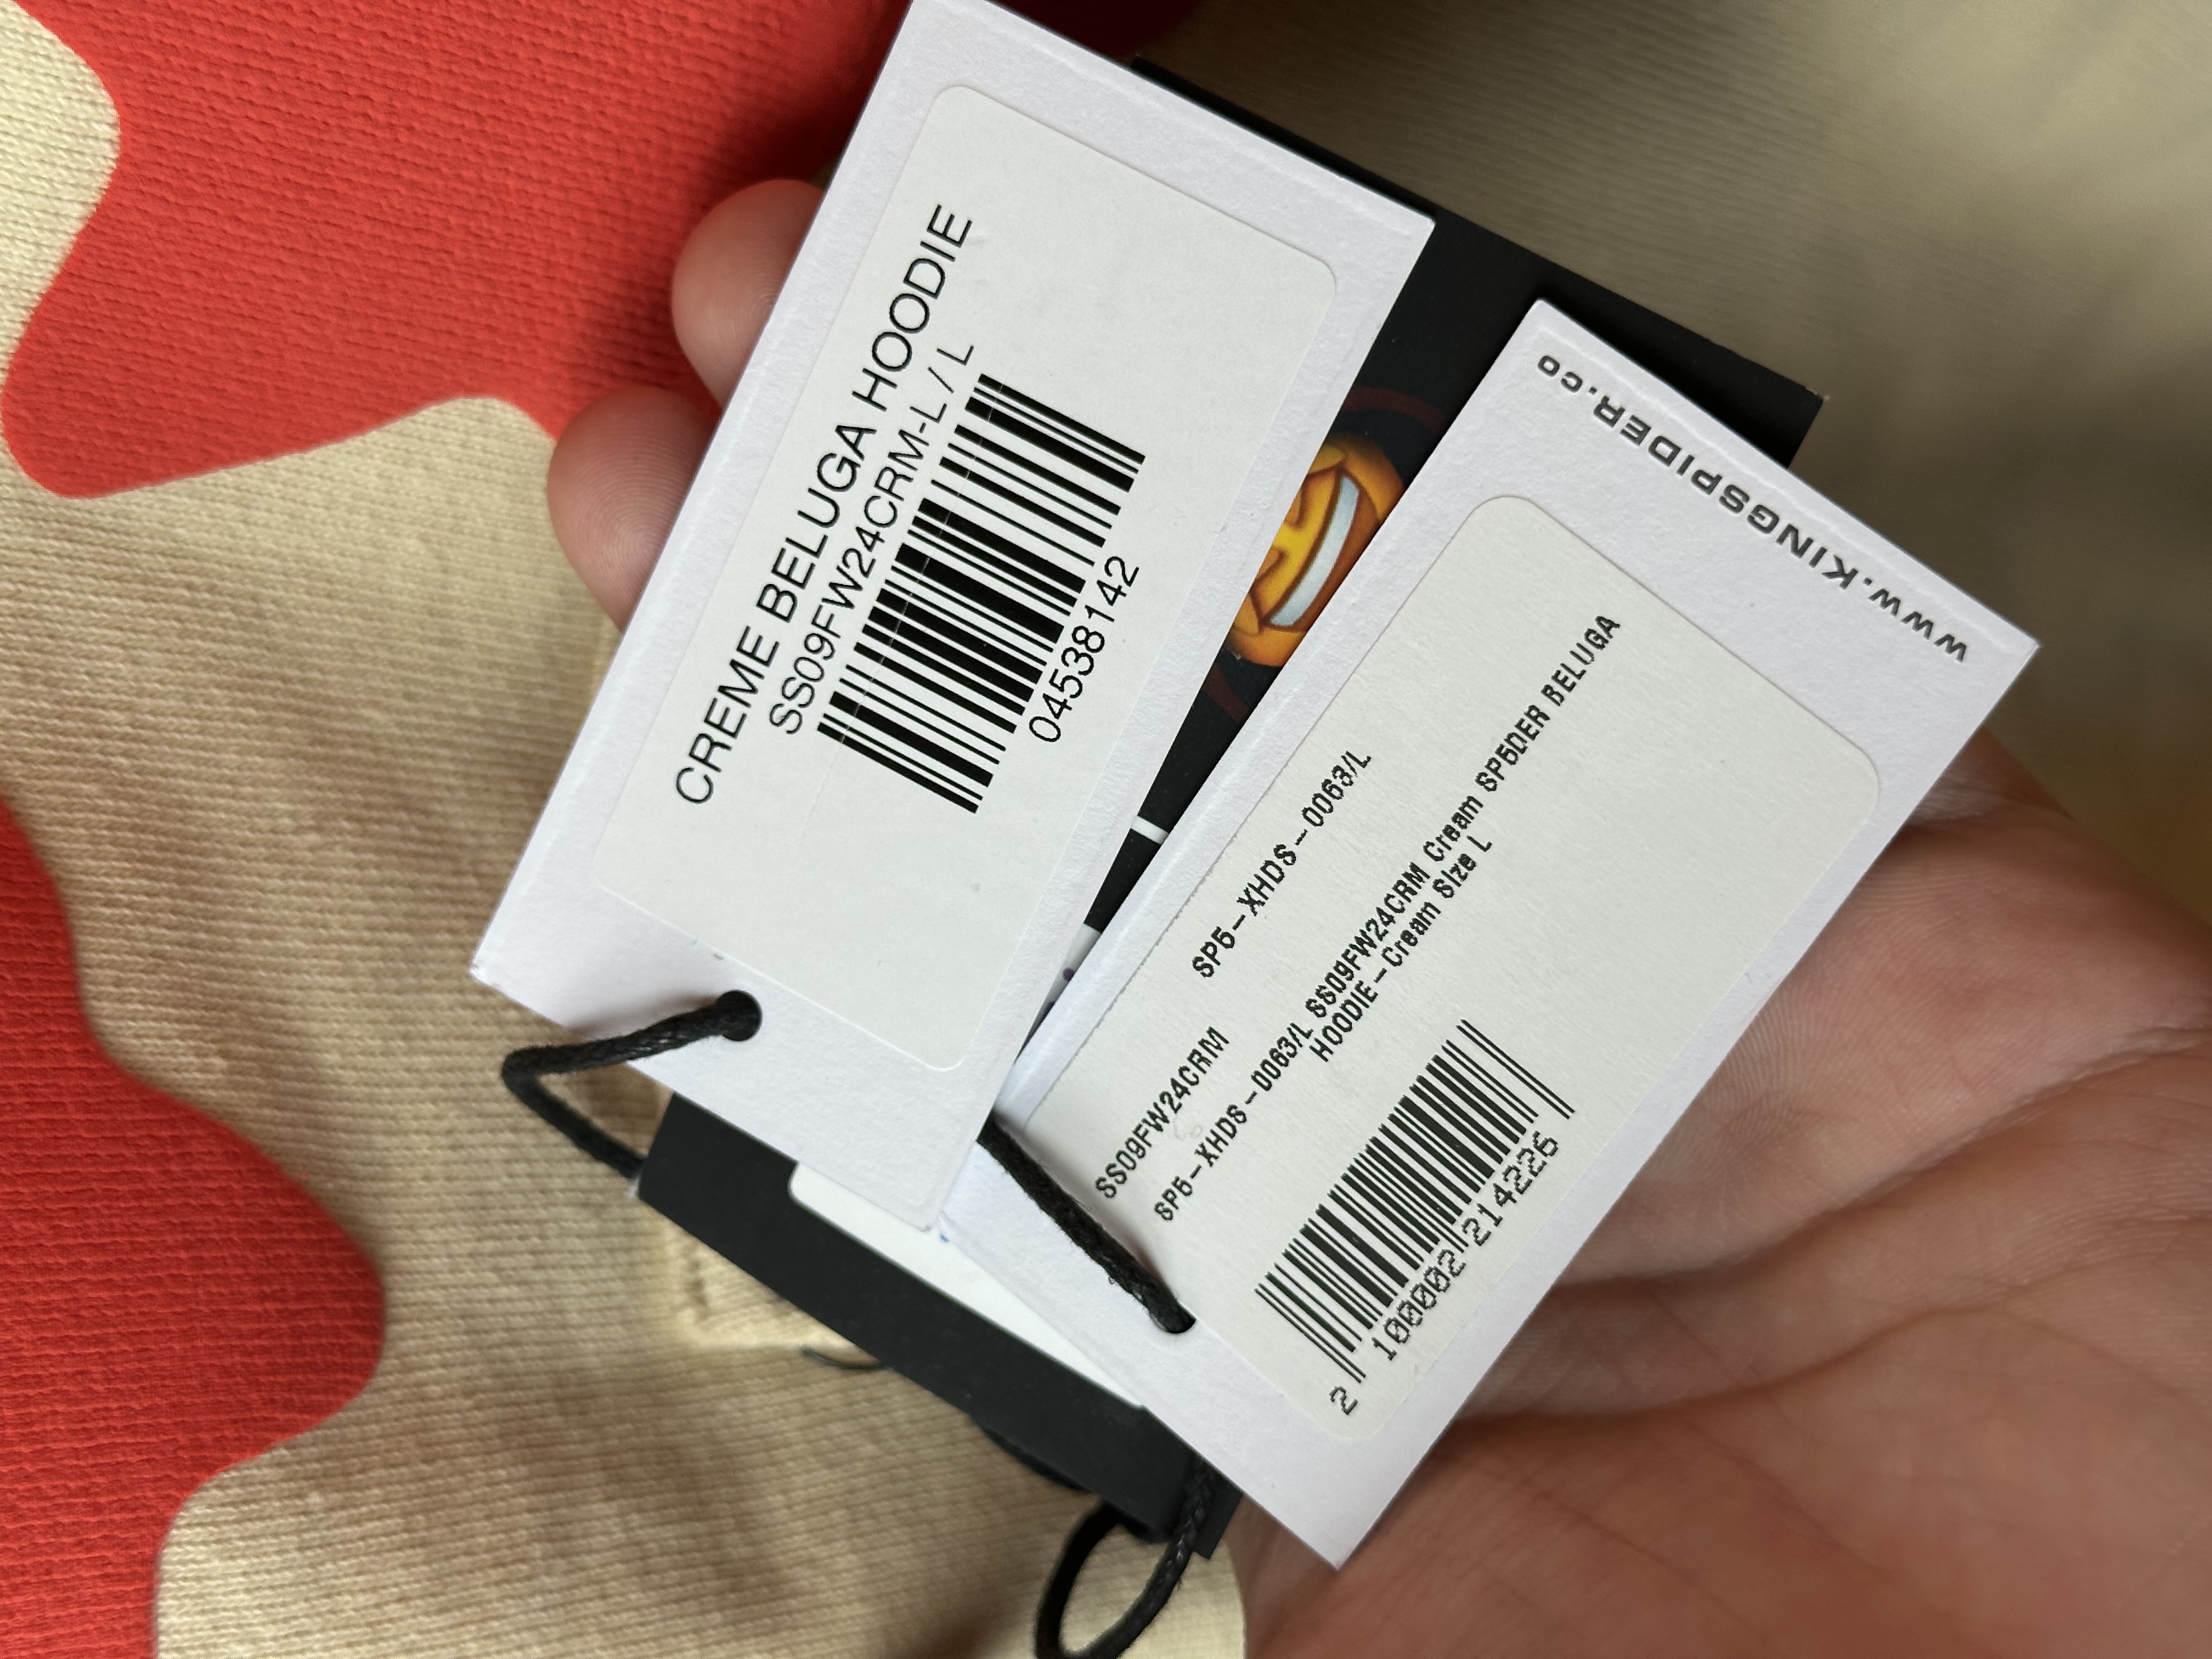 CREME BELUGA HOODIE
SS09FW24CRM-L / L
04538142
WWW.KINGSPIDER.CO
SS09FW24CRM SP5-XHDS-0063/L
SP5-XHDS-0063/L SS09FW24CRM Cream SP5DER BELUGA
HOODIE-Cream Size L
2 100002 214226